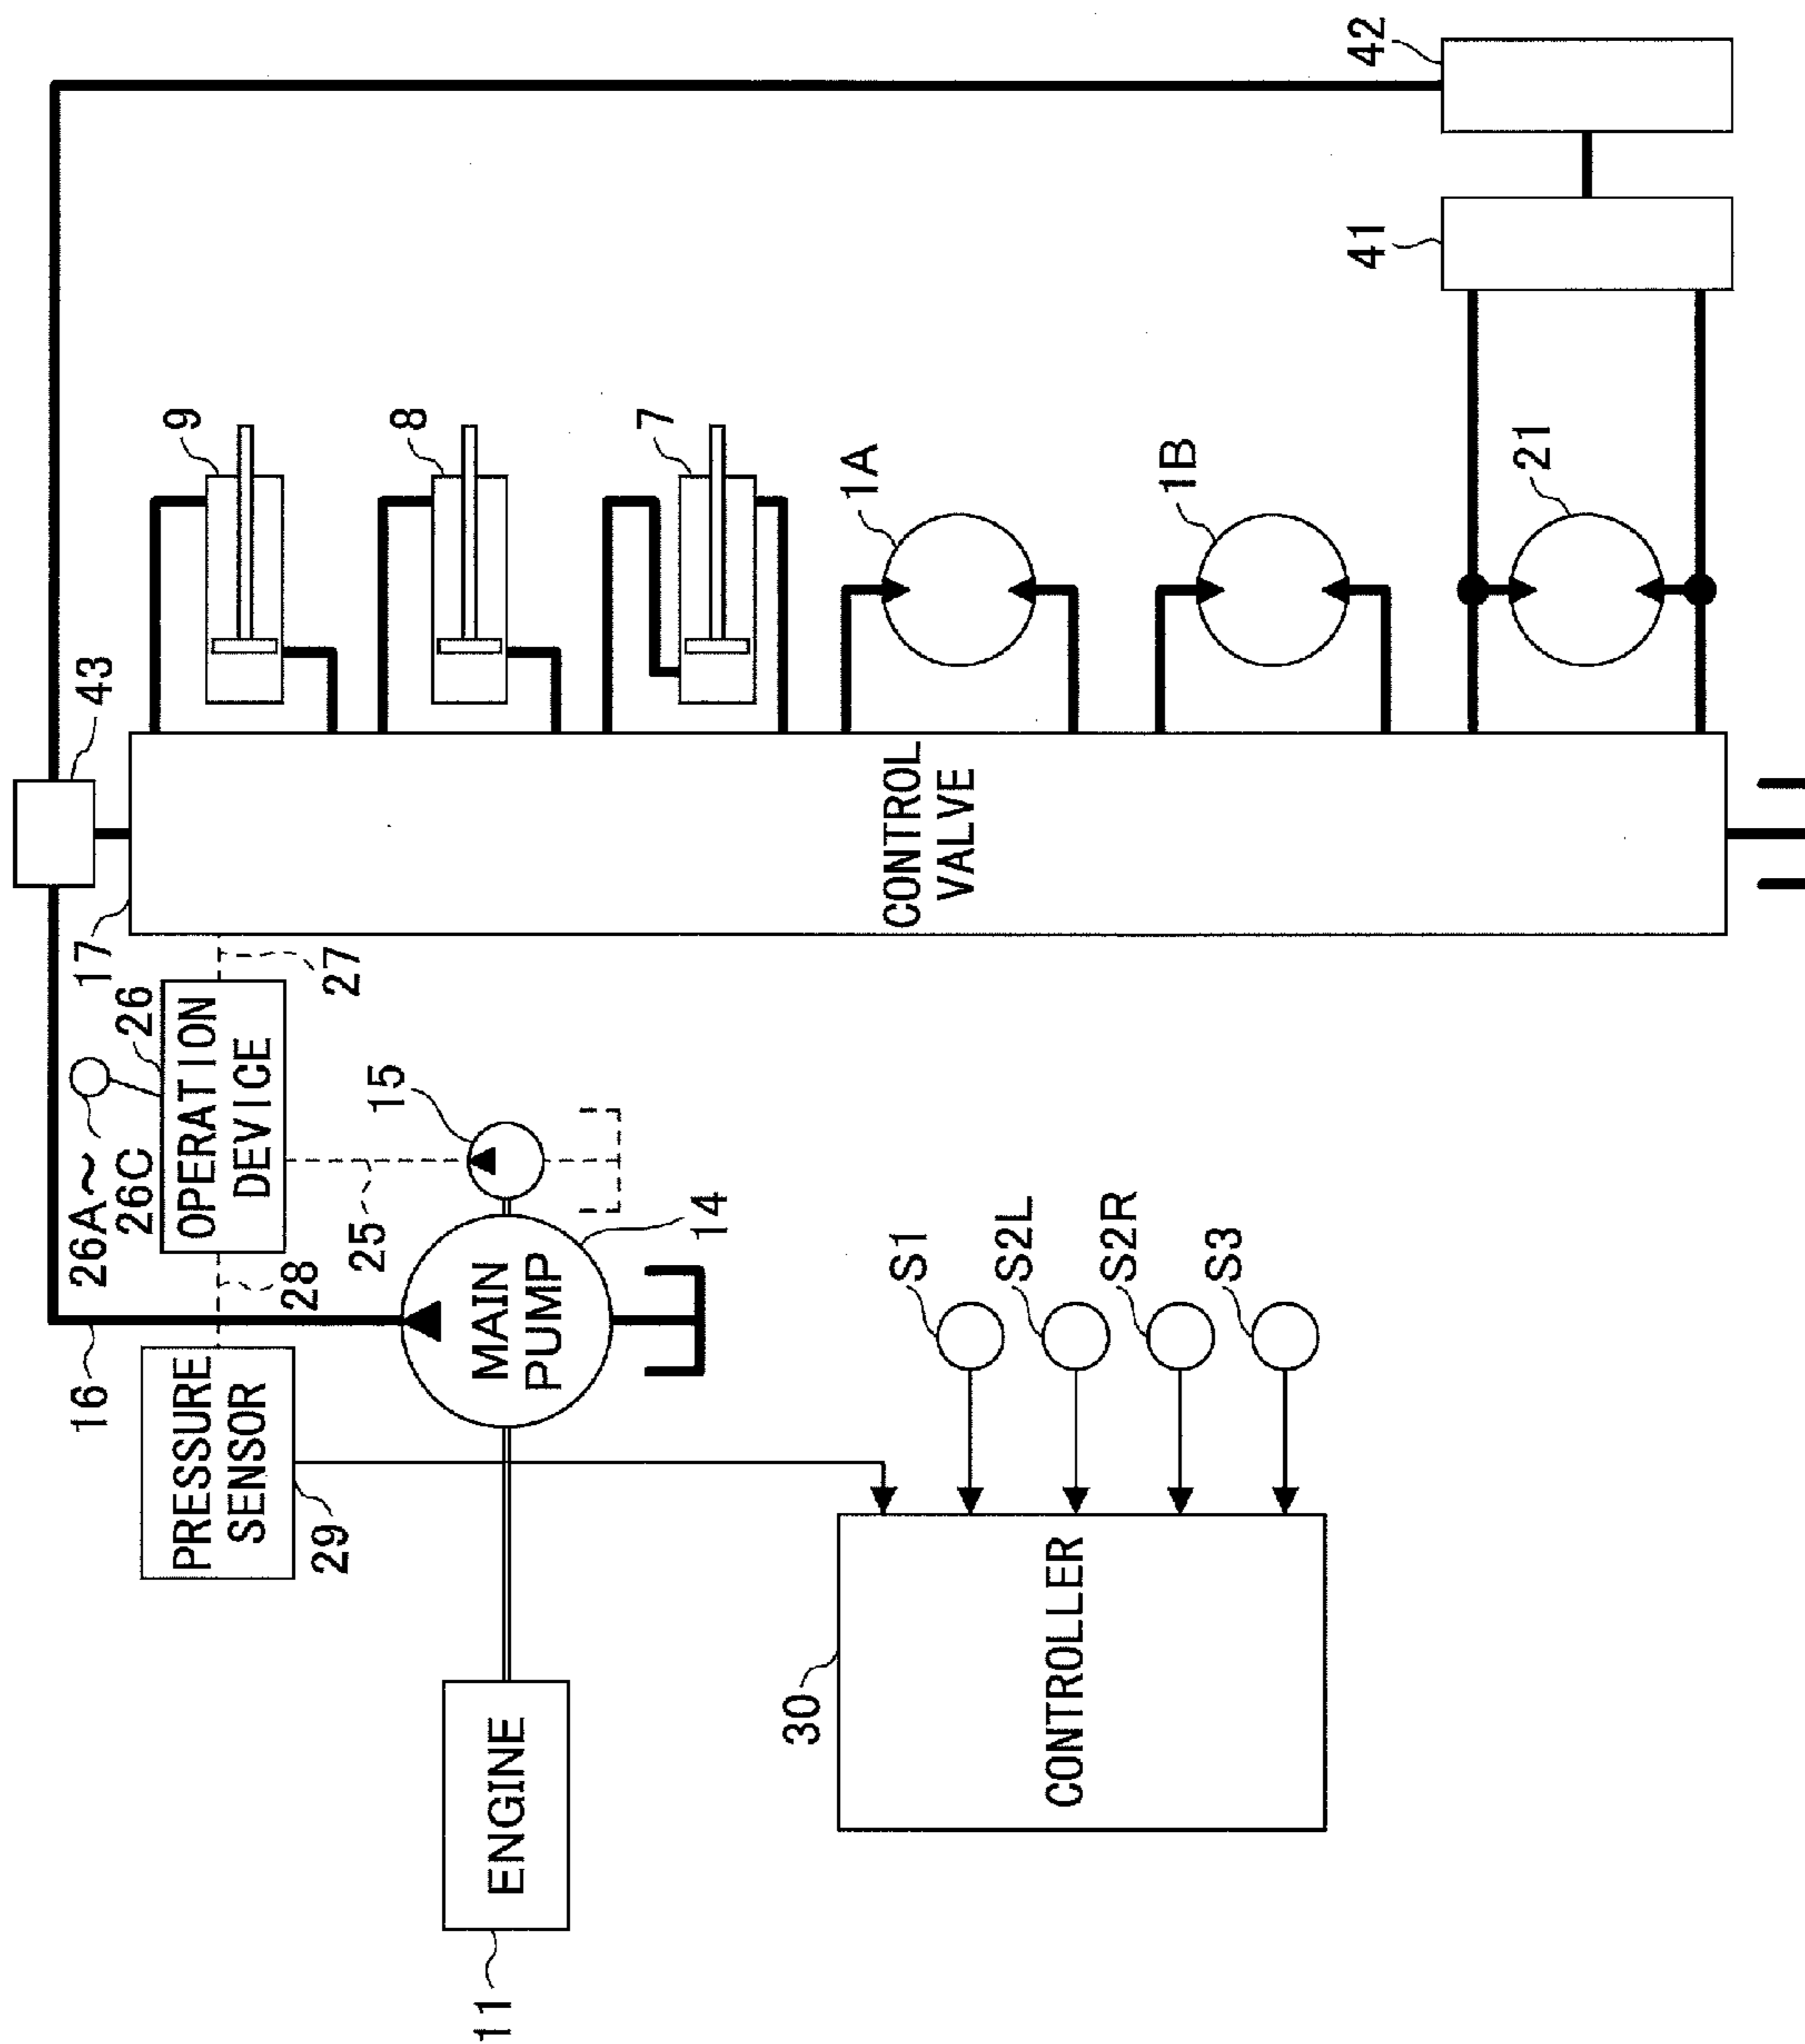 11
ENGINE
29
PRESSURE
SENSOR
16
28
26A~
26C
26
OPERATION
DEVICE
27
17
43
25
15
MAIN
PUMP
14
30
CONTROLLER
S1
S2L
S2R
S3
CONTROL
VALVE
9
8
7
1A
1B
21
41
42